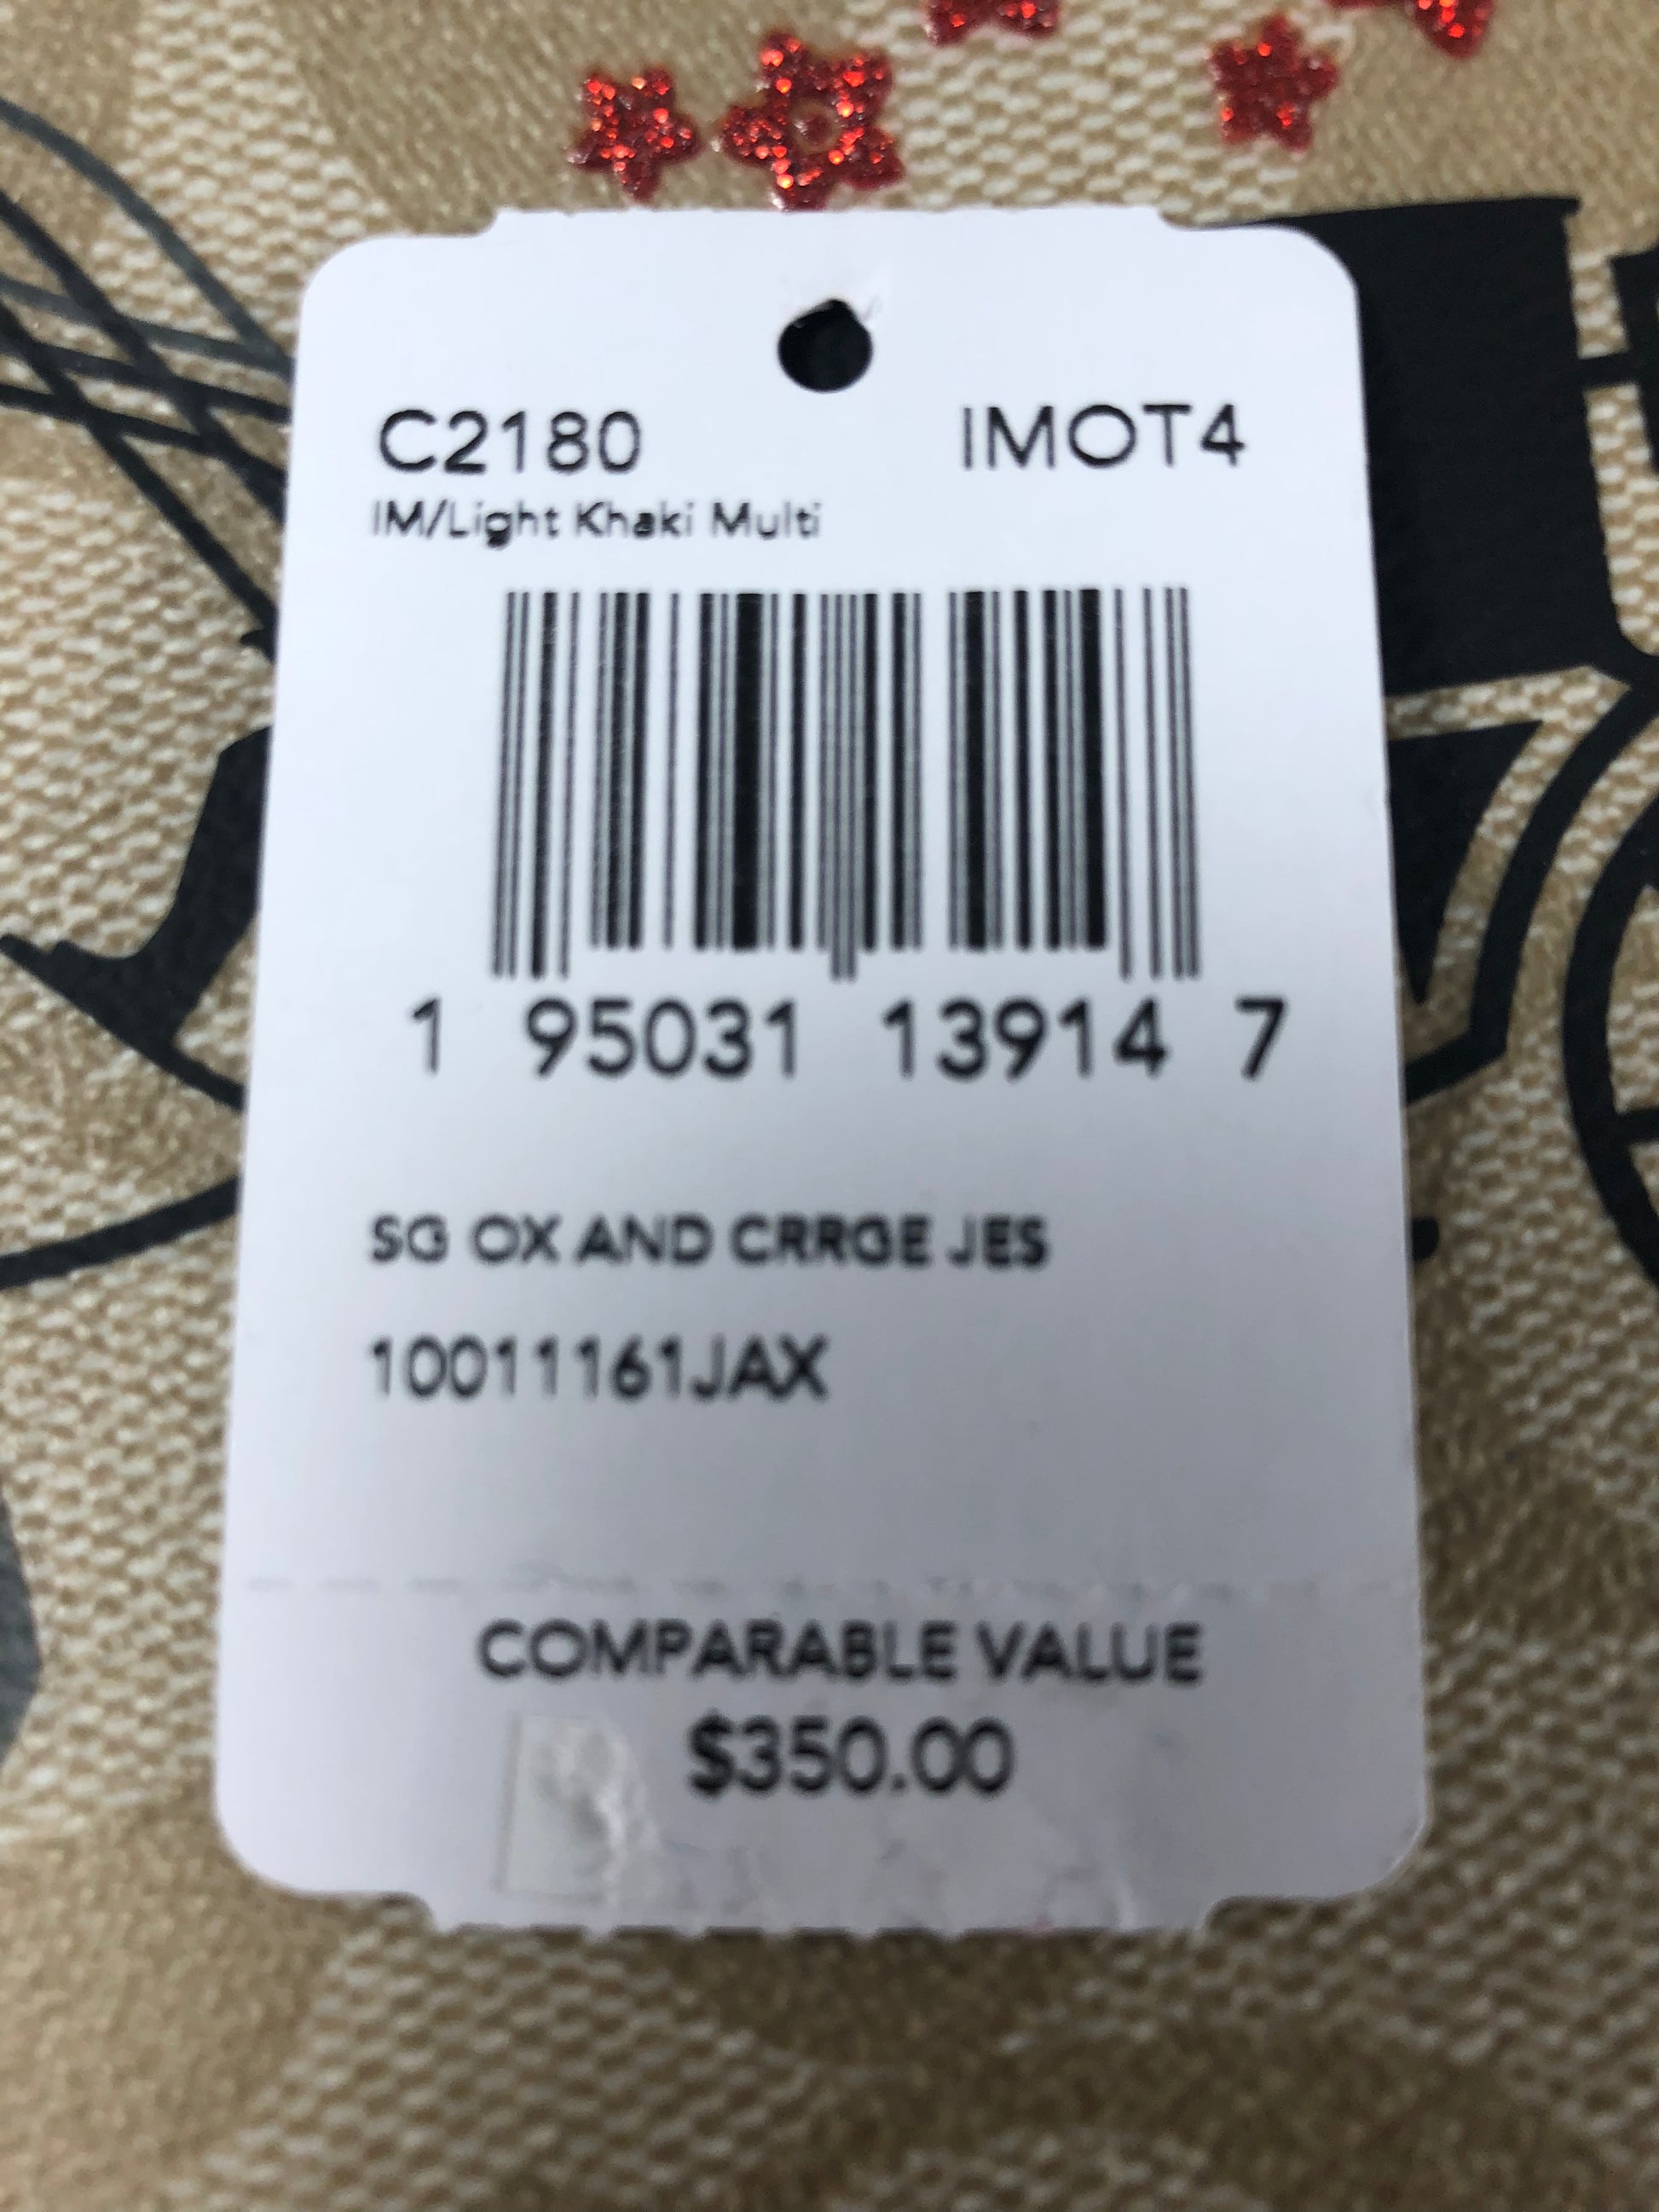 C2180 IMOT4
IM/Light Khaki Multi
1 95031 13914 7
SG OX AND CRRGE JES
10011161JAX
COMPARABLE VALUE
$350.00